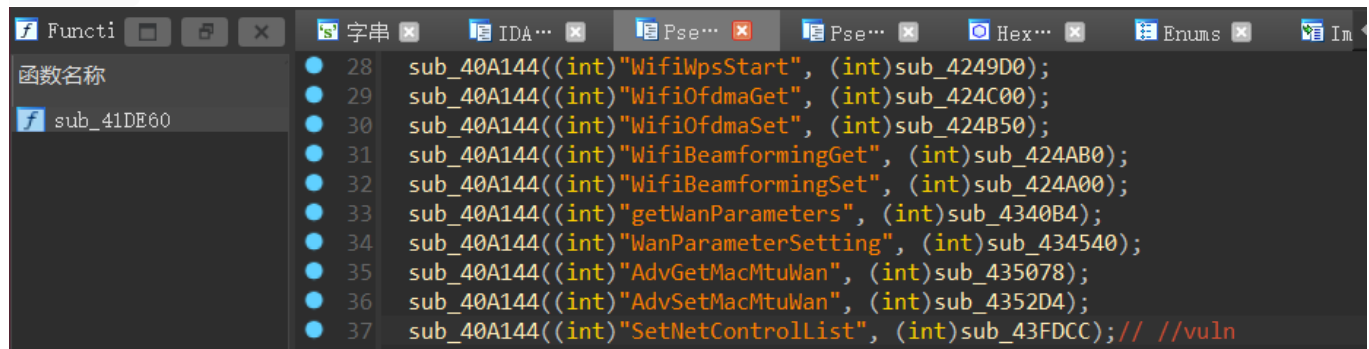 Functi
字串
IDA…
Pse…
Pse…
Hex…
Enums
Im
函数名称
sub_41DE60
28 sub_40A144((int)"WifiWpsStart", (int)sub_4249D0);
29 sub_40A144((int)"WifiOfdmaGet", (int)sub_424C00);
30 sub_40A144((int)"WifiOfdmaSet", (int)sub_424B50);
31 sub_40A144((int)"WifiBeamformingGet", (int)sub_424AB0);
32 sub_40A144((int)"WifiBeamformingSet", (int)sub_424A00);
33 sub_40A144((int)"getWanParameters", (int)sub_4340B4);
34 sub_40A144((int)"WanParameterSetting", (int)sub_434540);
35 sub_40A144((int)"AdvGetMacMtuWan", (int)sub_435078);
36 sub_40A144((int)"AdvSetMacMtuWan", (int)sub_4352D4);
37 sub_40A144((int)"SetNetControlList", (int)sub_43FDCC);// //vuln